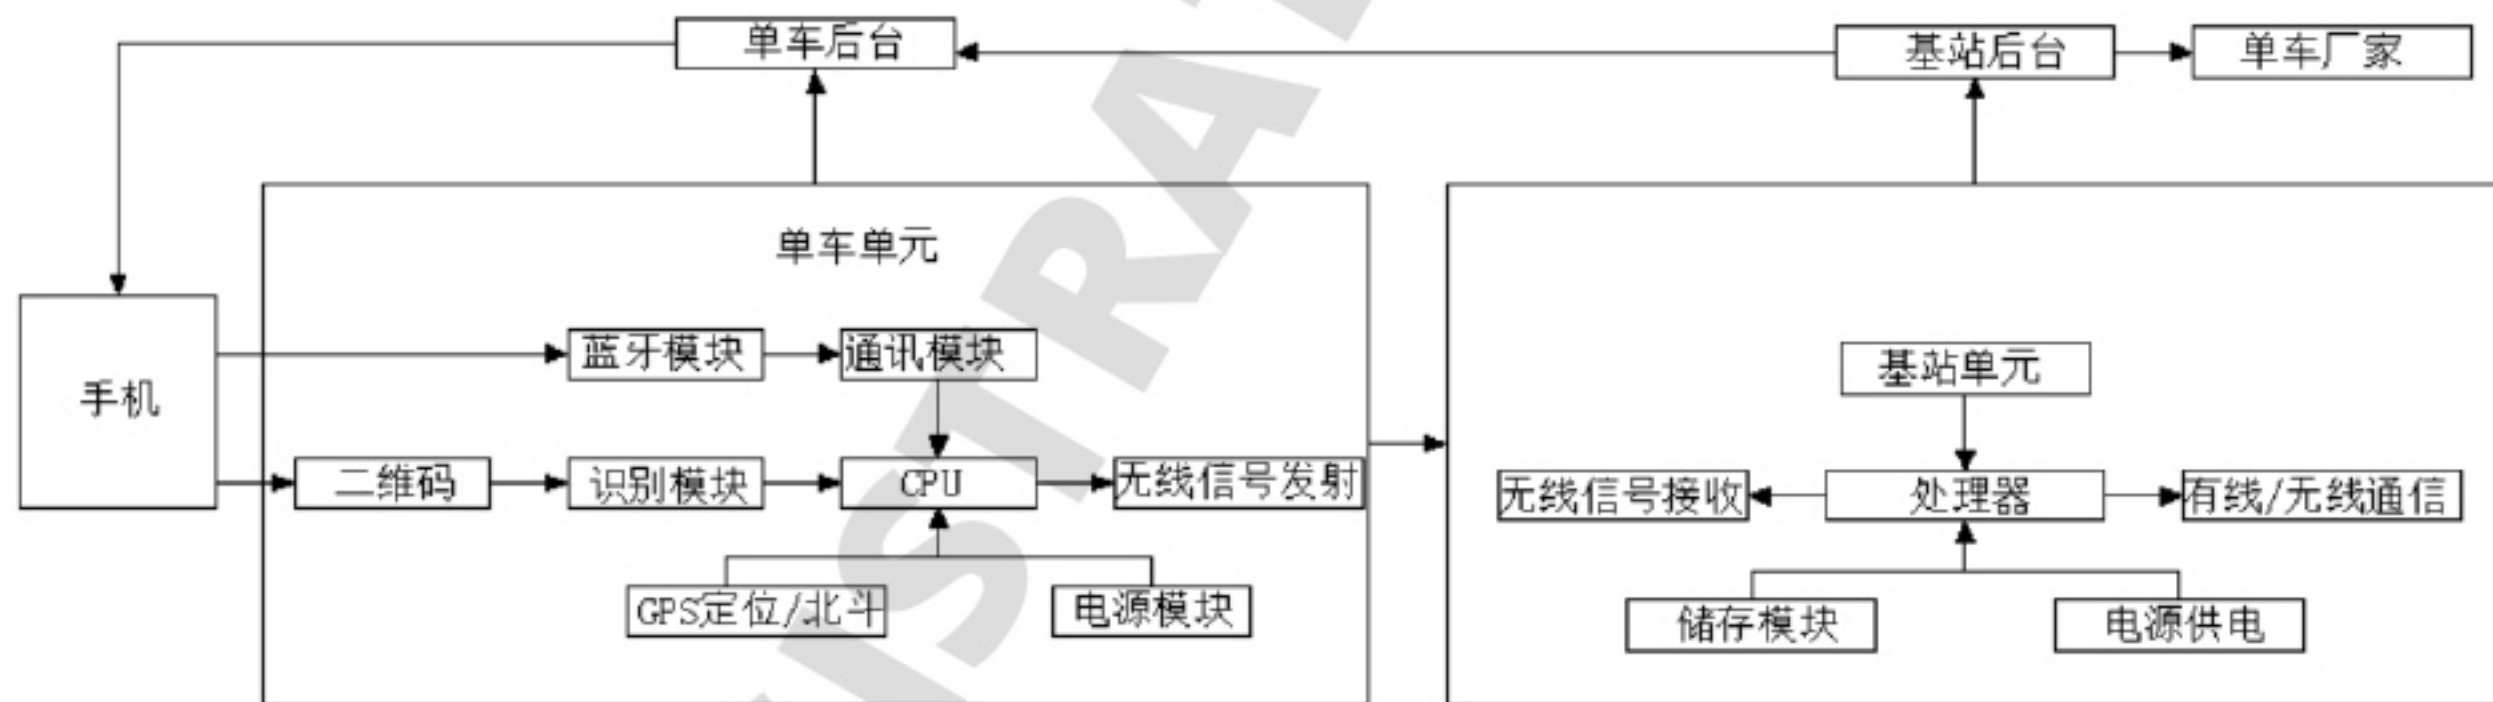 单车后台
基站后台
单车厂家
单车单元
手机
蓝牙模块
通讯模块
二维码
识别模块
CPU
无线信号发射
GPS定位/北斗
电源模块
基站单元
无线信号接收
处理器
有线/无线通信
储存模块
电源供电